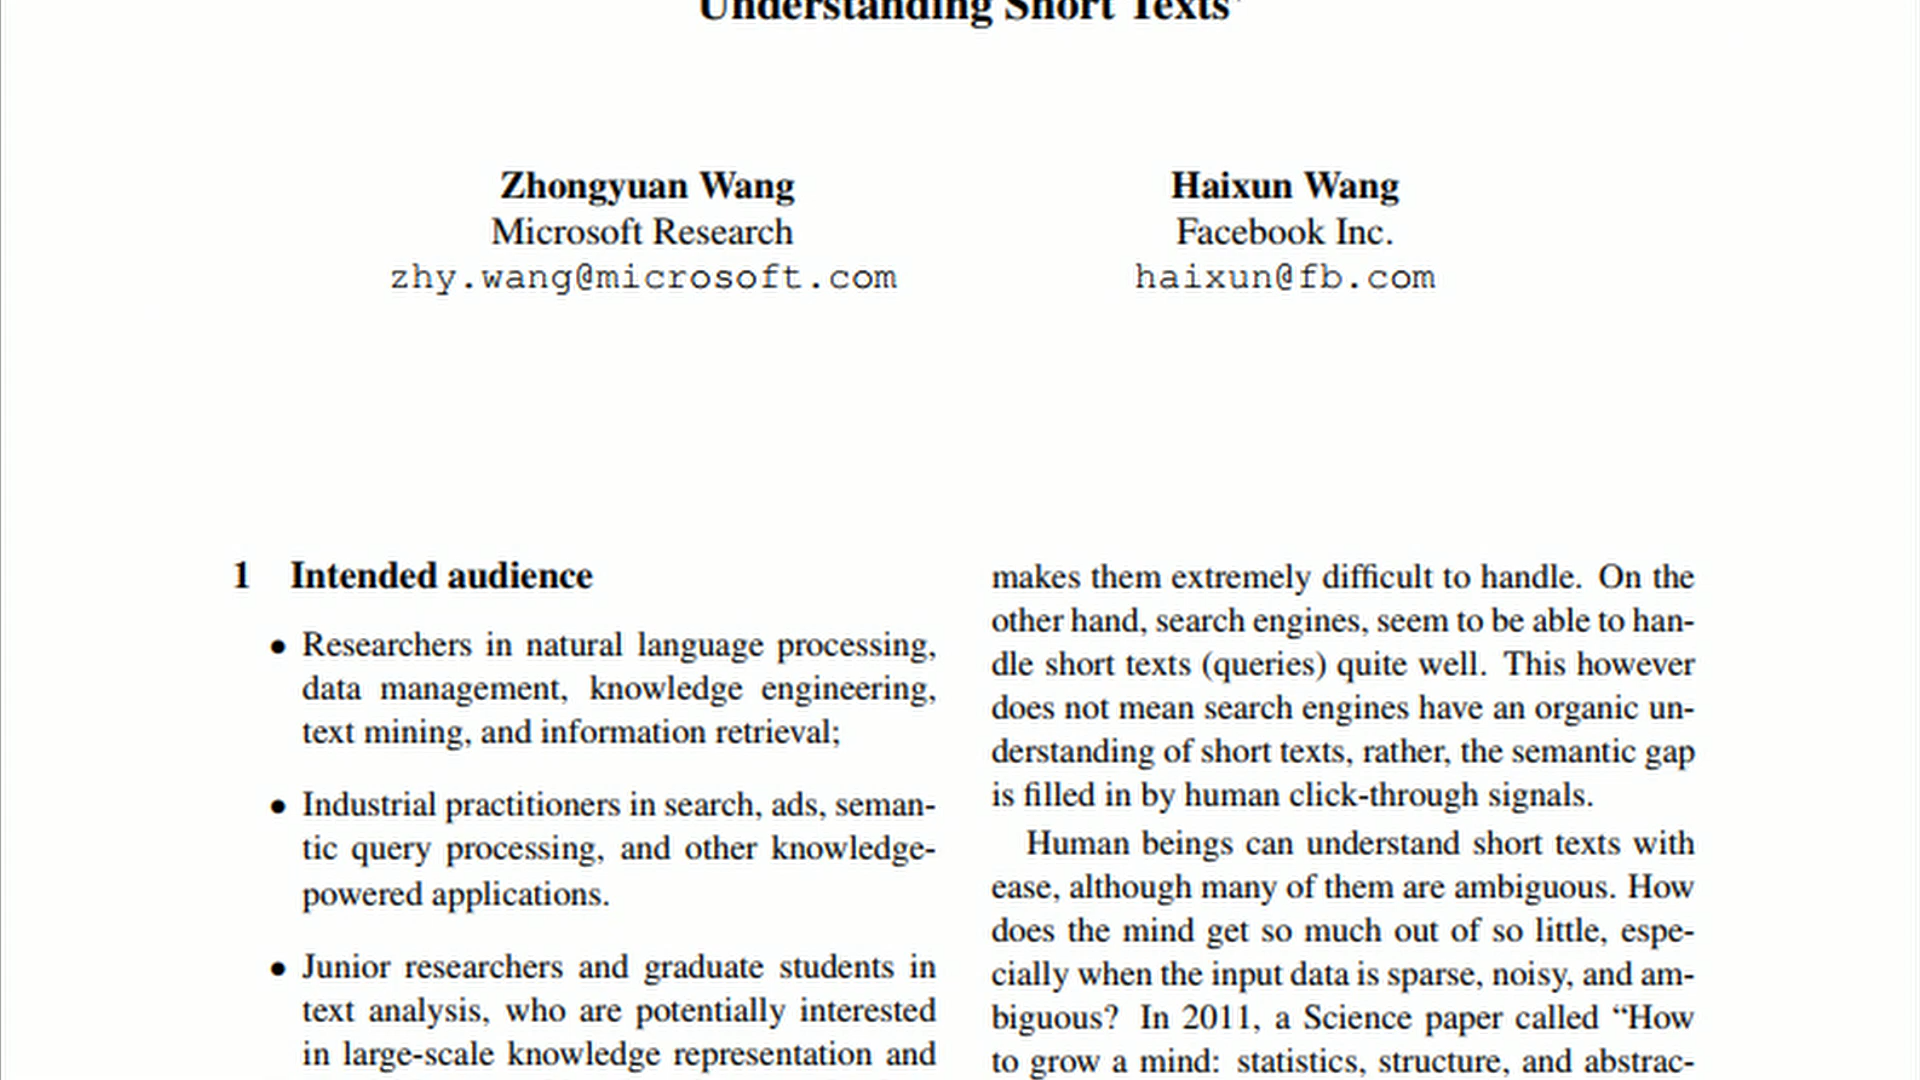 Understanding Short Texts
Zhongyuan Wang
Microsoft Research
zhy.wang@microsoft.com
Haixun Wang
Facebook Inc.
haixun@fb.com
1 Intended audience
• Researchers in natural language processing,
data management, knowledge engineering,
text mining, and information retrieval;
• Industrial practitioners in search, ads, seman-
tic query processing, and other knowledge-
powered applications.
• Junior researchers and graduate students in
text analysis, who are potentially interested
in large-scale knowledge representation and
makes them extremely difficult to handle. On the
other hand, search engines, seem to be able to han-
dle short texts (queries) quite well. This however
does not mean search engines have an organic un-
derstanding of short texts, rather, the semantic gap
is filled in by human click-through signals.
Human beings can understand short texts with
ease, although many of them are ambiguous. How
does the mind get so much out of so little, espe-
cially when the input data is sparse, noisy, and am-
biguous? In 2011, a Science paper called “How
to grow a mind: statistics, structure, and abstrac-